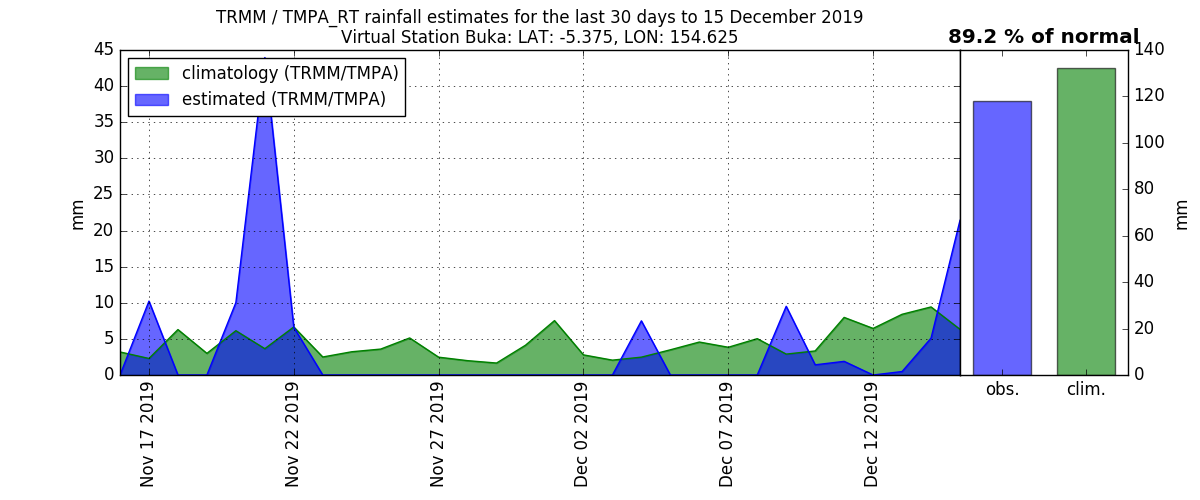 TRMM / TMPA_RT rainfall estimates for the last 30 days to 15 December 2019
Virtual Station Buka: LAT: -5.375, LON: 154.625
89.2 % of normal
climatology (TRMM/TMPA)
estimated (TRMM/TMPA)
mm
45
40
35
30
25
20
15
10
5
0
Nov 17 2019
Nov 22 2019
Nov 27 2019
Dec 02 2019
Dec 07 2019
Dec 12 2019
140
120
100
80
60
40
20
0
mm
obs.
clim.